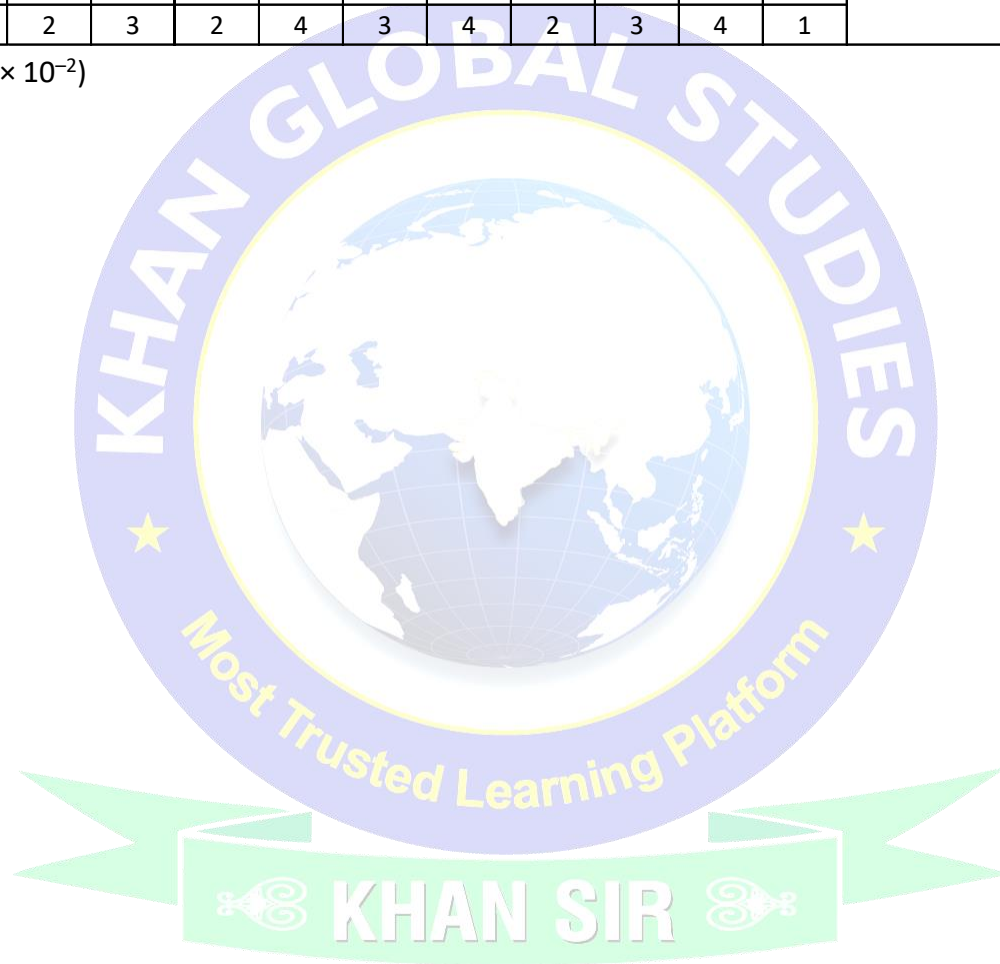 2 3 2 4 3 4 2 3 4 1
× 10⁻²)
KHAN GLOBAL STUDIES
Most Trusted Learning Platform
KHAN SIR